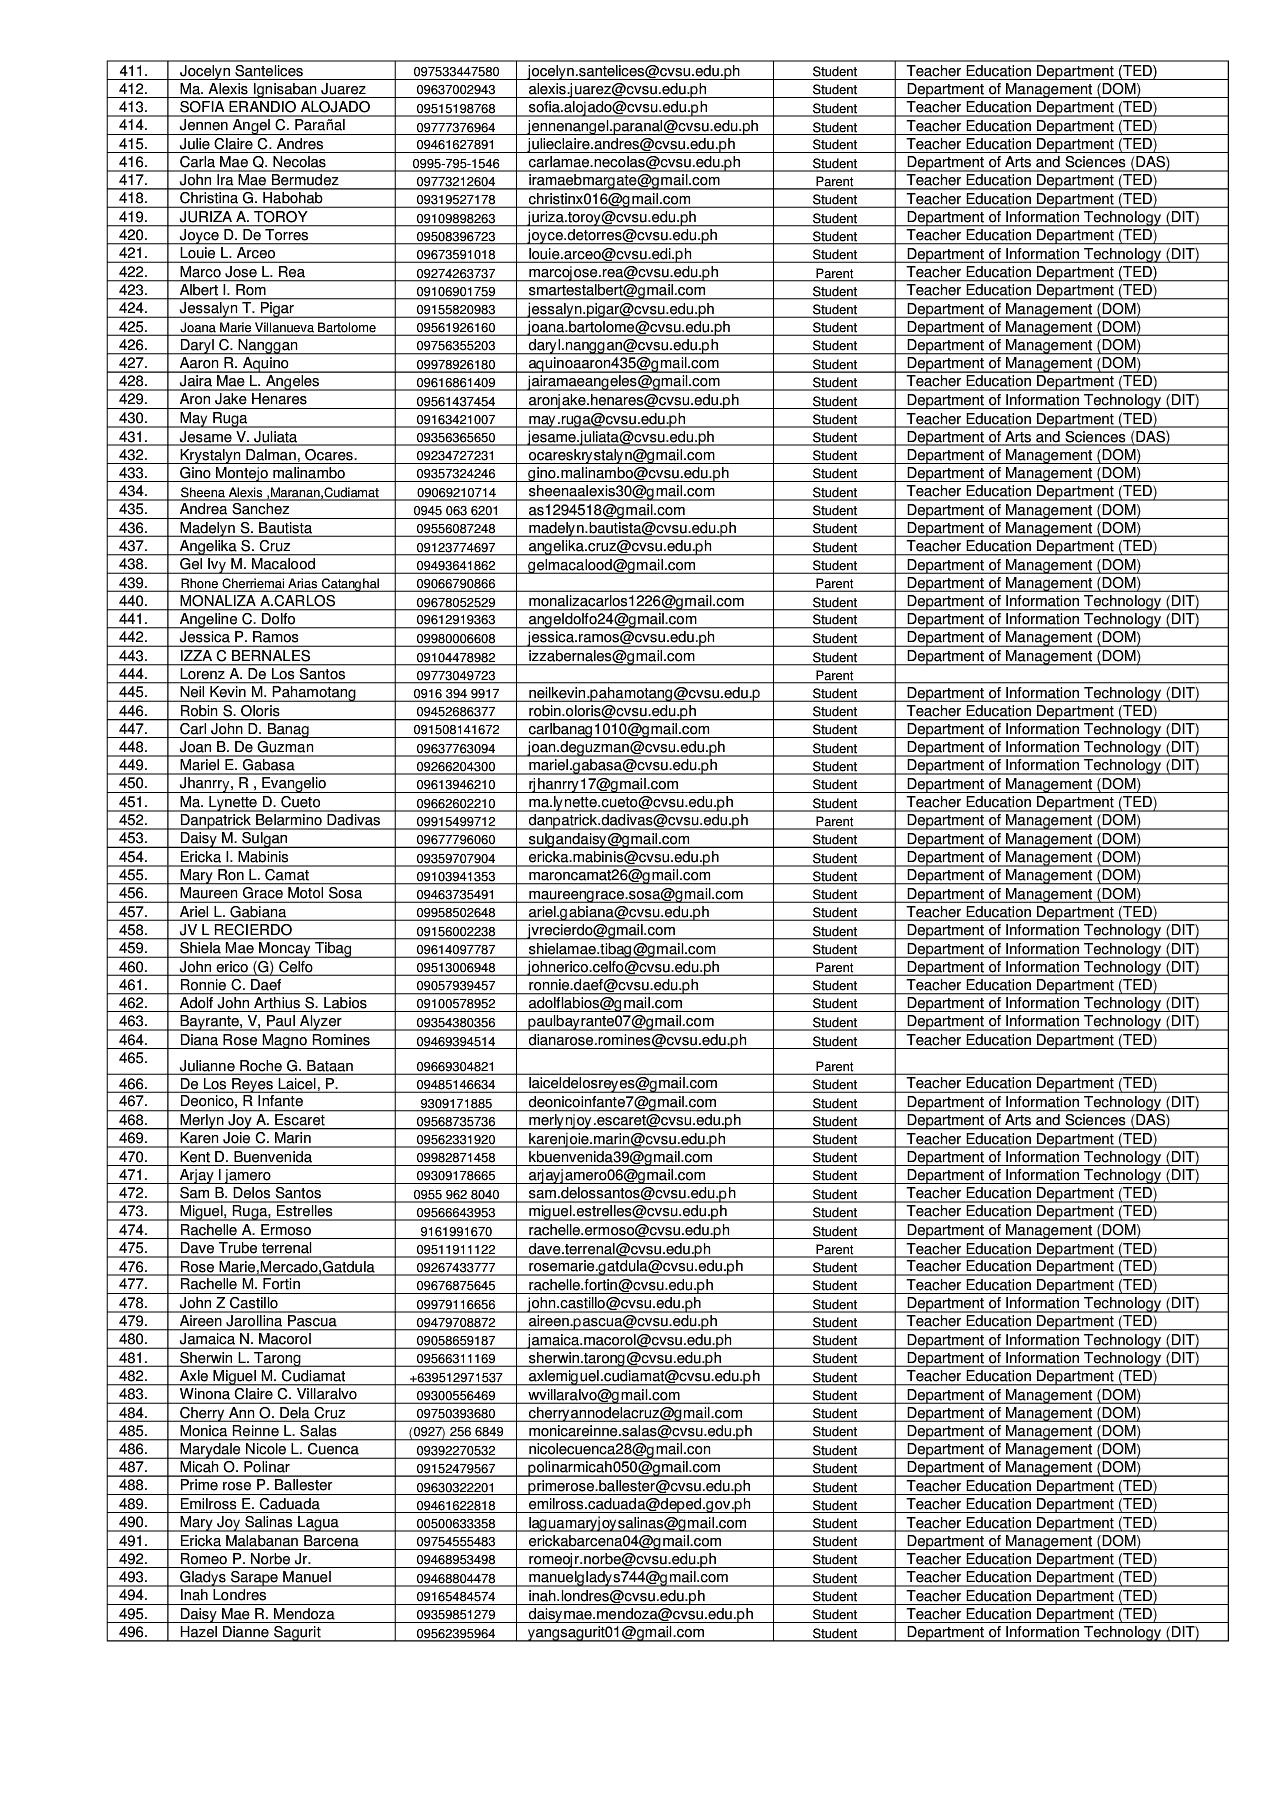 411. Jocelyn Santelices 097533447580 jocelyn.santelices@cvsu.edu.ph Student Teacher Education Department (TED)
412. Ma. Alexis Ignisaban Juarez 09637002943 alexis.juarez@cvsu.edu.ph Student Department of Management (DOM)
413. SOFIA ERANDIO ALOJADO 09515198768 sofia.alojado@cvsu.edu.ph Student Teacher Education Department (TED)
414. Jennen Angel C. Parañal 09777376964 jennenangel.paranal@cvsu.edu.ph Student Teacher Education Department (TED)
415. Julie Claire C. Andres 09461627891 julieclaire.andres@cvsu.edu.ph Student Teacher Education Department (TED)
416. Carla Mae Q. Necolas 0995-795-1546 carlamae.necolas@cvsu.edu.ph Student Department of Arts and Sciences (DAS)
417. John Ira Mae Bermudez 09773212604 iramaebmargate@gmail.com Parent Teacher Education Department (TED)
418. Christina G. Habohab 09319527178 christinx016@gmail.com Student Teacher Education Department (TED)
419. JURIZA A. TOROY 09109898263 juriza.toroy@cvsu.edu.ph Student Department of Information Technology (DIT)
420. Joyce D. De Torres 09508396723 joyce.detorres@cvsu.edu.ph Student Teacher Education Department (TED)
421. Louie L. Arceo 09673591018 louie.arceo@cvsu.edi.ph Student Department of Information Technology (DIT)
422. Marco Jose L. Rea 09274263737 marcojose.rea@cvsu.edu.ph Parent Teacher Education Department (TED)
423. Albert I. Rom 09106901759 smartestalbert@gmail.com Student Teacher Education Department (TED)
424. Jessalyn T. Pigar 09155820983 jessalyn.pigar@cvsu.edu.ph Student Department of Management (DOM)
425. Joana Marie Villanueva Bartolome 09561926160 joana.bartolome@cvsu.edu.ph Student Department of Management (DOM)
426. Daryl C. Nanggan 09756355203 daryl.nanggan@cvsu.edu.ph Student Department of Management (DOM)
427. Aaron R. Aquino 09978926180 aquinoaaron435@gmail.com Student Department of Management (DOM)
428. Jaira Mae L. Angeles 09616861409 jairamaeangeles@gmail.com Student Teacher Education Department (TED)
429. Aron Jake Henares 09561437454 aronjake.henares@cvsu.edu.ph Student Department of Information Technology (DIT)
430. May Ruga 09163421007 may.ruga@cvsu.edu.ph Student Teacher Education Department (TED)
431. Jesame V. Juliata 09356365650 jesame.juliata@cvsu.edu.ph Student Department of Arts and Sciences (DAS)
432. Krystalyn Dalman, Ocares. 09234727231 ocareskrystalyn@gmail.com Student Department of Management (DOM)
433. Gino Montejo malinambo 09357324246 gino.malinambo@cvsu.edu.ph Student Department of Management (DOM)
434. Sheena Alexis ,Maranan,Cudiamat 09069210714 sheenaalexis30@gmail.com Student Teacher Education Department (TED)
435. Andrea Sanchez 0945 063 6201 as1294518@gmail.com Student Department of Management (DOM)
436. Madelyn S. Bautista 09556087248 madelyn.bautista@cvsu.edu.ph Student Department of Management (DOM)
437. Angelika S. Cruz 09123774697 angelika.cruz@cvsu.edu.ph Student Teacher Education Department (TED)
438. Gel Ivy M. Macalood 09493641862 gelmacalood@gmail.com Student Department of Management (DOM)
439. Rhone Cherriemai Arias Catanghal 09066790866 Parent Department of Management (DOM)
440. MONALIZA A.CARLOS 09678052529 monalizacarlos1226@gmail.com Student Department of Information Technology (DIT)
441. Angeline C. Dolfo 09612919363 angeldolfo24@gmail.com Student Department of Information Technology (DIT)
442. Jessica P. Ramos 09980006608 jessica.ramos@cvsu.edu.ph Student Department of Management (DOM)
443. IZZA C BERNALES 09104478982 izzabernales@gmail.com Student Department of Management (DOM)
444. Lorenz A. De Los Santos 09773049723 Parent
445. Neil Kevin M. Pahamotang 0916 394 9917 neilkevin.pahamotang@cvsu.edu.p Student Department of Information Technology (DIT)
446. Robin S. Oloris 09452686377 robin.oloris@cvsu.edu.ph Student Teacher Education Department (TED)
447. Carl John D. Banag 091508141672 carlbanag1010@gmail.com Student Department of Information Technology (DIT)
448. Joan B. De Guzman 09637763094 joan.deguzman@cvsu.edu.ph Student Department of Information Technology (DIT)
449. Mariel E. Gabasa 09266204300 mariel.gabasa@cvsu.edu.ph Student Department of Information Technology (DIT)
450. Jhanrry, R , Evangelio 09613946210 rjhanrry17@gmail.com Student Department of Management (DOM)
451. Ma. Lynette D. Cueto 09662602210 ma.lynette.cueto@cvsu.edu.ph Student Teacher Education Department (TED)
452. Danpatrick Belarmino Dadivas 09915499712 danpatrick.dadivas@cvsu.edu.ph Parent Department of Management (DOM)
453. Daisy M. Sulgan 09677796060 sulgandaisy@gmail.com Student Department of Management (DOM)
454. Ericka I. Mabinis 09359707904 ericka.mabinis@cvsu.edu.ph Student Department of Management (DOM)
455. Mary Ron L. Camat 09103941353 maroncamat26@gmail.com Student Department of Management (DOM)
456. Maureen Grace Motol Sosa 09463735491 maureengrace.sosa@gmail.com Student Department of Management (DOM)
457. Ariel L. Gabiana 09958502648 ariel.gabiana@cvsu.edu.ph Student Teacher Education Department (TED)
458. JV L RECIERDO 09156002238 jvrecierdo@gmail.com Student Department of Information Technology (DIT)
459. Shiela Mae Moncay Tibag 09614097787 shielamae.tibag@gmail.com Student Department of Information Technology (DIT)
460. John erico (G) Celfo 09513006948 johnerico.celfo@cvsu.edu.ph Parent Department of Information Technology (DIT)
461. Ronnie C. Daef 09057939457 ronnie.daef@cvsu.edu.ph Student Teacher Education Department (TED)
462. Adolf John Arthius S. Labios 09100578952 adolflabios@gmail.com Student Department of Information Technology (DIT)
463. Bayrante, V, Paul Alyzer 09354380356 paulbayrante07@gmail.com Student Department of Information Technology (DIT)
464. Diana Rose Magno Romines 09469394514 dianarose.romines@cvsu.edu.ph Student Teacher Education Department (TED)
465. Julianne Roche G. Bataan 09669304821 Parent
466. De Los Reyes Laicel, P. 09485146634 laiceldelosreyes@gmail.com Student Teacher Education Department (TED)
467. Deonico, R Infante 9309171885 deonicoinfante7@gmail.com Student Department of Information Technology (DIT)
468. Merlyn Joy A. Escaret 09568735736 merlynjoy.escaret@cvsu.edu.ph Student Department of Arts and Sciences (DAS)
469. Karen Joie C. Marin 09562331920 karenjoie.marin@cvsu.edu.ph Student Teacher Education Department (TED)
470. Kent D. Buenvenida 09982871458 kbuenvenida39@gmail.com Student Department of Information Technology (DIT)
471. Arjay I jamero 09309178665 arjayjamero06@gmail.com Student Department of Information Technology (DIT)
472. Sam B. Delos Santos 0955 962 8040 sam.delossantos@cvsu.edu.ph Student Teacher Education Department (TED)
473. Miguel, Ruga, Estrelles 09566643953 miguel.estrelles@cvsu.edu.ph Student Teacher Education Department (TED)
474. Rachelle A. Ermoso 9161991670 rachelle.ermoso@cvsu.edu.ph Student Department of Management (DOM)
475. Dave Trube terrenal 09511911122 dave.terrenal@cvsu.edu.ph Parent Teacher Education Department (TED)
476. Rose Marie,Mercado,Gatdula 09267433777 rosemarie.gatdula@cvsu.edu.ph Student Teacher Education Department (TED)
477. Rachelle M. Fortin 09676875645 rachelle.fortin@cvsu.edu.ph Student Teacher Education Department (TED)
478. John Z Castillo 09979116656 john.castillo@cvsu.edu.ph Student Department of Information Technology (DIT)
479. Aireen Jarollina Pascua 09479708872 aireen.pascua@cvsu.edu.ph Student Teacher Education Department (TED)
480. Jamaica N. Macorol 09058659187 jamaica.macorol@cvsu.edu.ph Student Department of Information Technology (DIT)
481. Sherwin L. Tarong 09566311169 sherwin.tarong@cvsu.edu.ph Student Department of Information Technology (DIT)
482. Axle Miguel M. Cudiamat +639512971537 axlemiguel.cudiamat@cvsu.edu.ph Student Teacher Education Department (TED)
483. Winona Claire C. Villaralvo 09300556469 wvillaralvo@gmail.com Student Department of Management (DOM)
484. Cherry Ann O. Dela Cruz 09750393680 cherryannodelacruz@gmail.com Student Department of Management (DOM)
485. Monica Reinne L. Salas (0927) 256 6849 monicareinne.salas@cvsu.edu.ph Student Department of Management (DOM)
486. Marydale Nicole L. Cuenca 09392270532 nicolecuenca28@gmail.con Student Department of Management (DOM)
487. Micah O. Polinar 09152479567 polinarmicah050@gmail.com Student Department of Management (DOM)
488. Prime rose P. Ballester 09630322201 primerose.ballester@cvsu.edu.ph Student Teacher Education Department (TED)
489. Emilross E. Caduada 09461622818 emilross.caduada@deped.gov.ph Student Teacher Education Department (TED)
490. Mary Joy Salinas Lagua 00500633358 laguamaryjoysalinas@gmail.com Student Teacher Education Department (TED)
491. Ericka Malabanan Barcena 09754555483 erickabarcena04@gmail.com Student Department of Management (DOM)
492. Romeo P. Norbe Jr. 09468953498 romeojr.norbe@cvsu.edu.ph Student Teacher Education Department (TED)
493. Gladys Sarape Manuel 09468804478 manuelgladys744@gmail.com Student Teacher Education Department (TED)
494. Inah Londres 09165484574 inah.londres@cvsu.edu.ph Student Teacher Education Department (TED)
495. Daisy Mae R. Mendoza 09359851279 daisymae.mendoza@cvsu.edu.ph Student Teacher Education Department (TED)
496. Hazel Dianne Sagurit 09562395964 yangsagurit01@gmail.com Student Department of Information Technology (DIT)